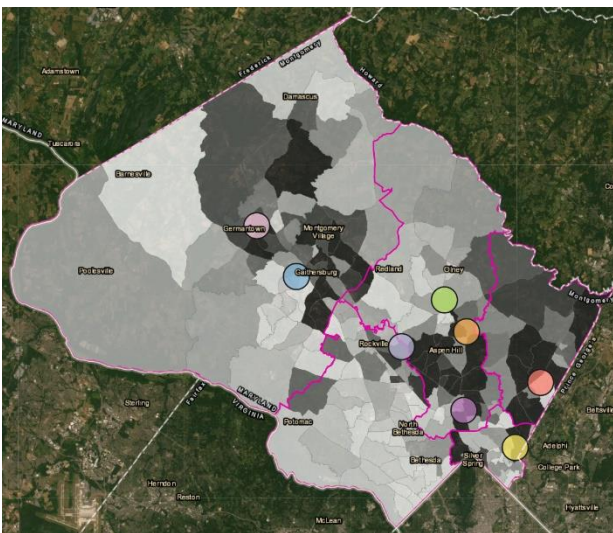 Adamstown
Frederick
Montgomery
Howard
Damascus
MARYLAND
Tuscarora
Barnesville
Germantown
Montgomery
Village
Poolesville
Gaithersburg
Redland
Olney
Montgomery
Prince Georges
Rockville
Aspen Hill
Fairfax
MARYLAND
VIRGINIA
Sterling
Potomac
North
Bethesda
Bethesda
Silver
Spring
Adelphi
College Park
Beltsvil
Herndon
Reston
McLean
Hyattsville
Co